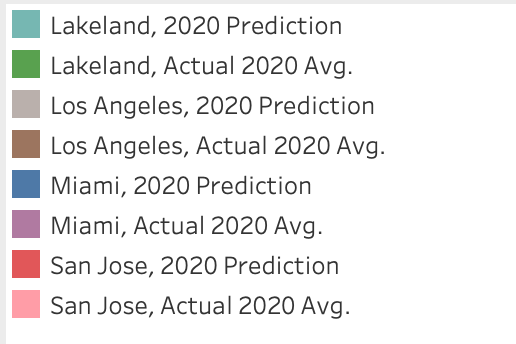 Lakeland, 2020 Prediction
Lakeland, Actual 2020 Avg.
Los Angeles, 2020 Prediction
Los Angeles, Actual 2020 Avg.
Miami, 2020 Prediction
Miami, Actual 2020 Avg.
San Jose, 2020 Prediction
San Jose, Actual 2020 Avg.